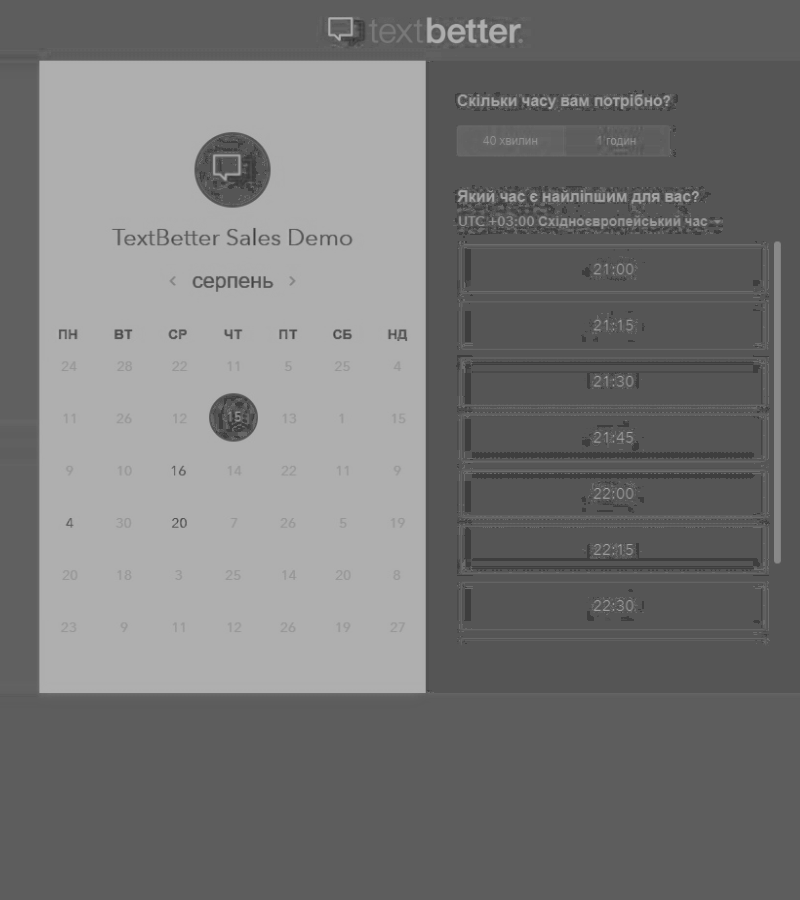 textbetter.
TextBetter Sales Demo
серпень
ПН ВТ СР ЧТ ПТ СБ НД
24 28 22 11 5 25 4
11 26 12 15 13 1 15
9 10 16 14 22 11 9
4 30 20 7 26 5 19
20 18 3 25 14 20 8
23 9 11 12 26 19 27
Скільки часу вам потрібно?
40 хвилин 1 годин
Який час є найліпшим для вас?
UTC +03:00 Східноєвропейський час
21:00
21:15
21:30
21:45
22:00
22:15
22:30